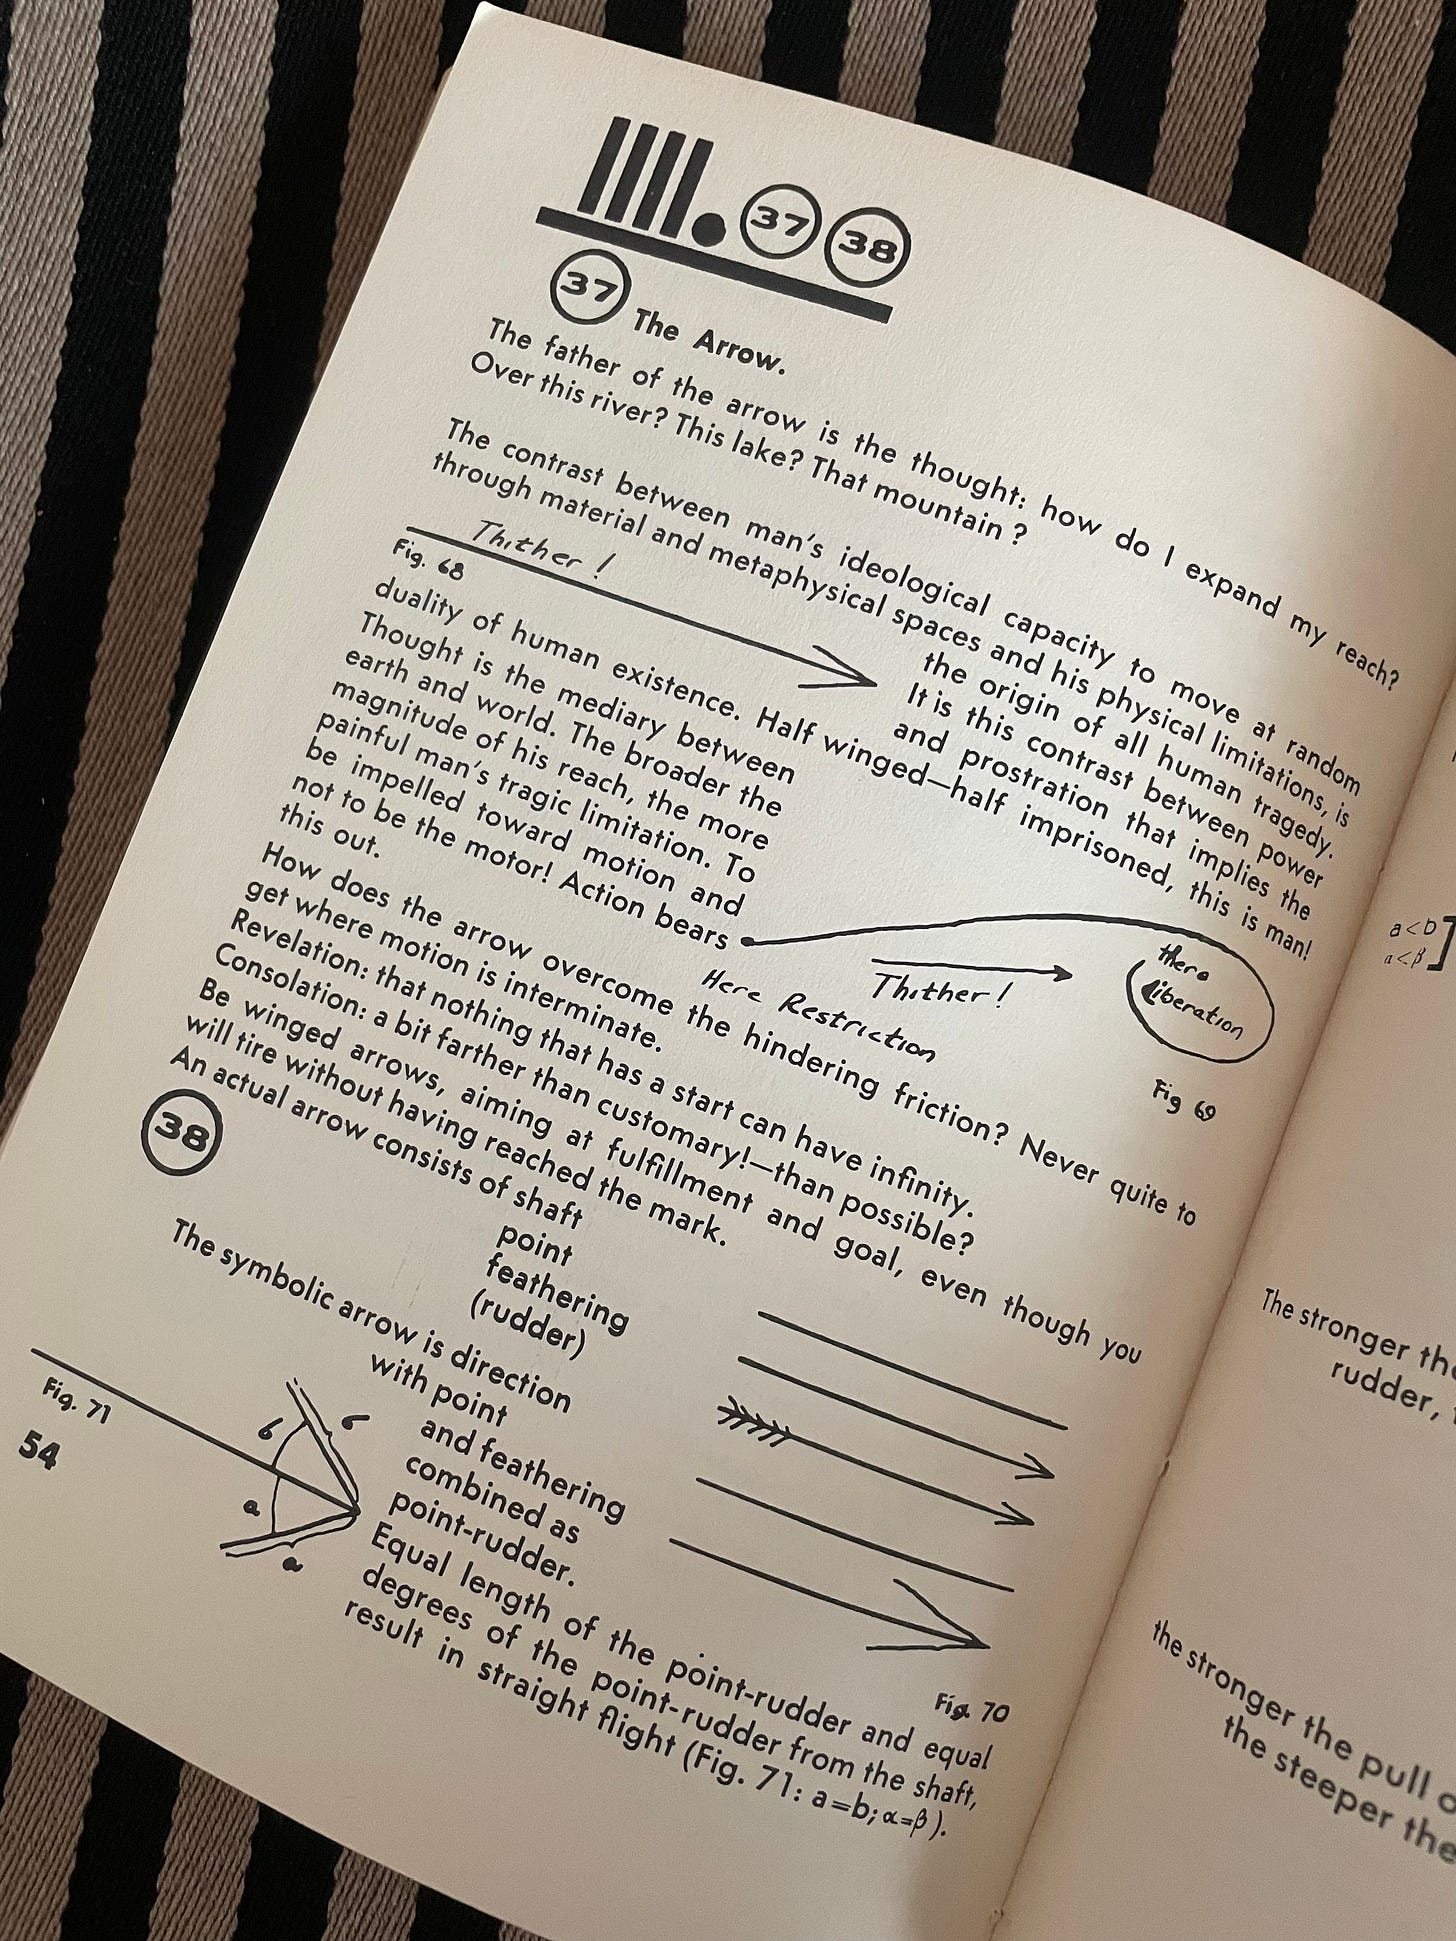 IIII. 37 38
37 The Arrow.
The father of the arrow is the thought: how do I expand my reach?
Over this river? This lake? That mountain?
The contrast between man's ideological capacity to move at random
through material and metaphysical spaces and his physical limitations, is
the origin of all human tragedy.
It is this contrast between power
and prostration that implies the
Thither!
Fig. 68
duality of human existence. Half winged—half imprisoned, this is man!
Thought is the mediary between
earth and world. The broader the
magnitude of his reach, the more
painful man's tragic limitation. To
be impelled toward motion and
not to be the motor! Action bears
this out.
Here Restriction
Thither!
there
Liberation
Fig 69
How does the arrow overcome the hindering friction? Never quite to
get where motion is interminate.
Revelation: that nothing that has a start can have infinity.
Consolation: a bit farther than customary!—than possible?
Be winged arrows, aiming at fulfillment and goal, even though you
will tire without having reached the mark.
38
An actual arrow consists of shaft
point
feathering
(rudder)
The symbolic arrow is direction
with point
and feathering
combined as
point-rudder.
Fig. 70
Equal length of the point-rudder and equal
degrees of the point-rudder from the shaft,
result in straight flight (Fig. 71: a=b; α=β).
Fig. 71
54
a<b
α<β
The stronger the
rudder,
the stronger the pull
the steeper the